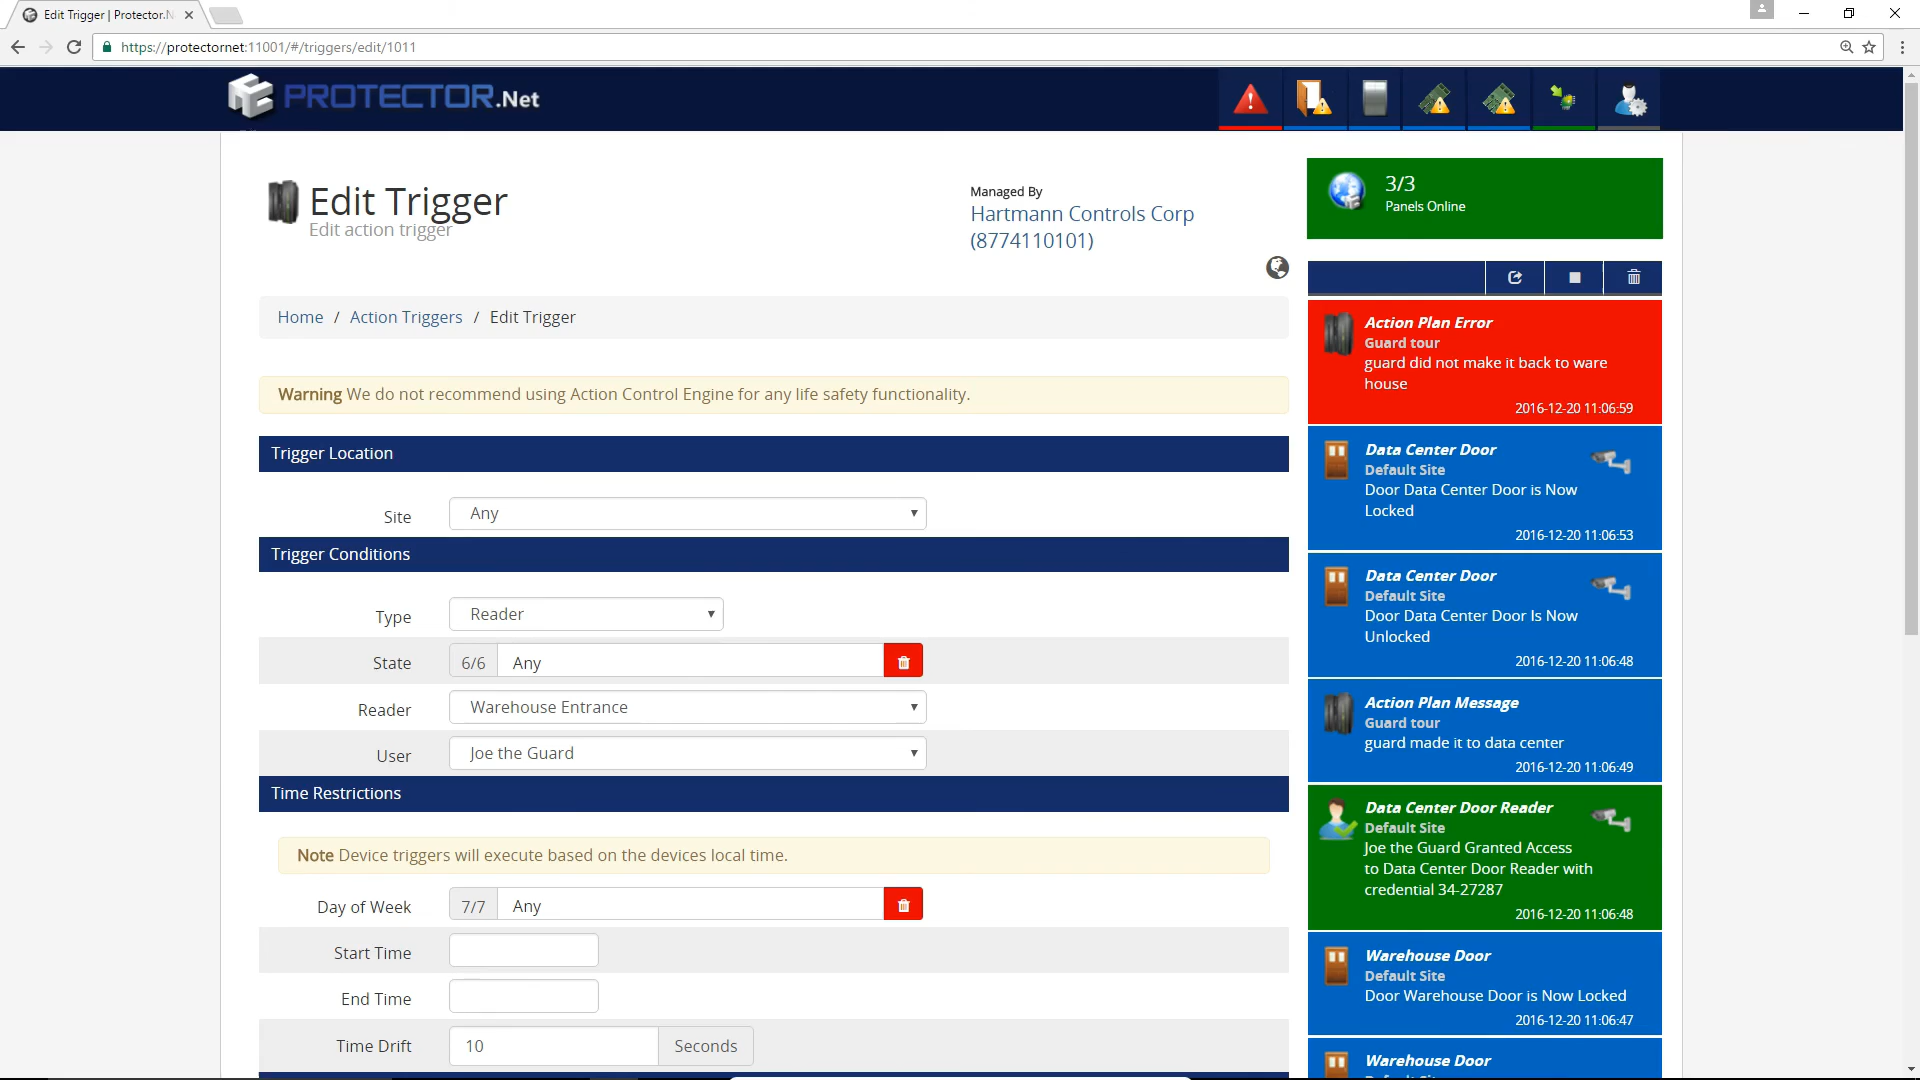 Edit Trigger | Protector.N
https://protectornet:11001/#/triggers/edit/1011
PROTECTOR.Net
Edit Trigger
Edit action trigger
Managed By
Hartmann Controls Corp
(8774110101)
Home / Action Triggers / Edit Trigger
Warning We do not recommend using Action Control Engine for any life safety functionality.
Trigger Location
Site Any
Trigger Conditions
Type Reader
State 6/6 Any
Reader Warehouse Entrance
User Joe the Guard
Time Restrictions
Note Device triggers will execute based on the devices local time.
Day of Week 7/7 Any
Start Time
End Time
Time Drift 10 Seconds
3/3
Panels Online
Action Plan Error
Guard tour
guard did not make it back to ware
house
2016-12-20 11:06:59
Data Center Door
Default Site
Door Data Center Door is Now
Locked
2016-12-20 11:06:53
Data Center Door
Default Site
Door Data Center Door Is Now
Unlocked
2016-12-20 11:06:48
Action Plan Message
Guard tour
guard made it to data center
2016-12-20 11:06:49
Data Center Door Reader
Default Site
Joe the Guard Granted Access
to Data Center Door Reader with
credential 34-27287
2016-12-20 11:06:48
Warehouse Door
Default Site
Door Warehouse Door is Now Locked
2016-12-20 11:06:47
Warehouse Door